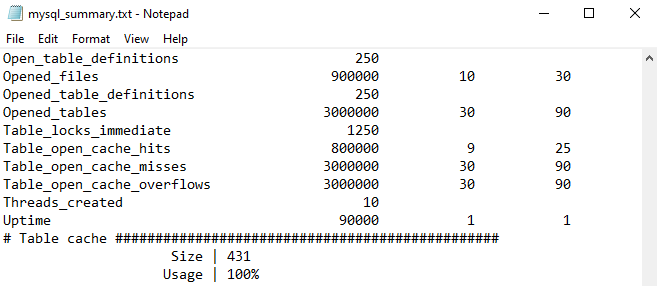 mysql_summary.txt - Notepad
File Edit Format View Help
Open_table_definitions 250
Opened_files 900000 10 30
Opened_table_definitions 250
Opened_tables 3000000 30 90
Table_locks_immediate 1250
Table_open_cache_hits 800000 9 25
Table_open_cache_misses 3000000 30 90
Table_open_cache_overflows 3000000 30 90
Threads_created 10
Uptime 90000 1 1
# Table cache ################################################
Size | 431
Usage | 100%